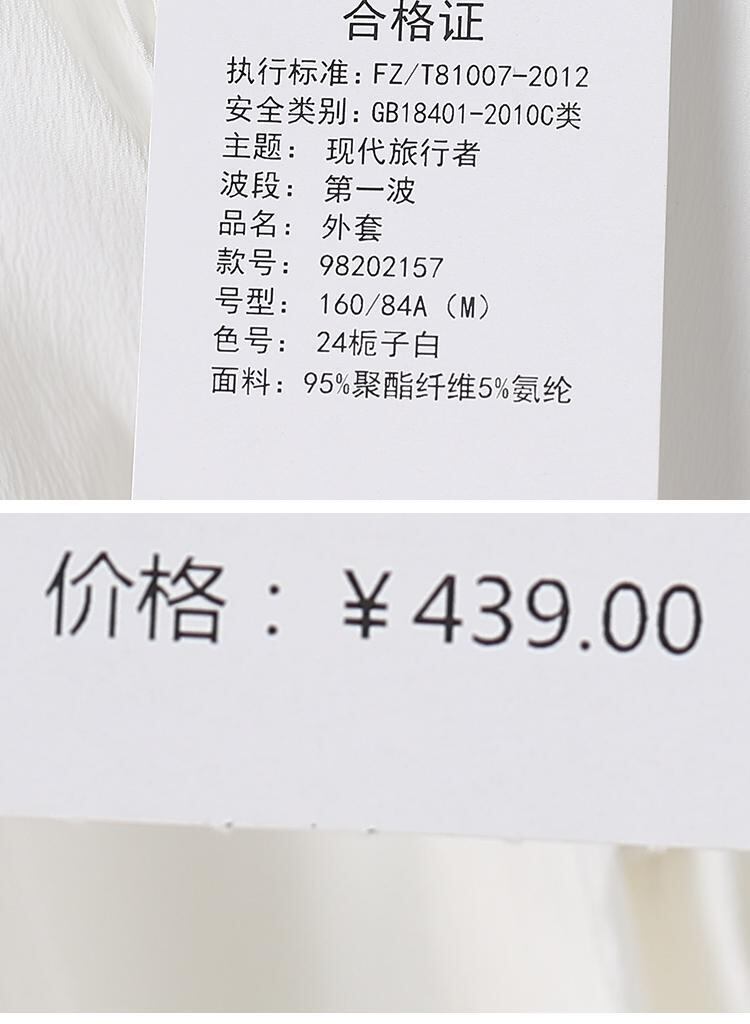 合格证
执行标准：FZ/T81007-2012
安全类别：GB18401-2010C类
主题： 现代旅行者
波段： 第一波
品名： 外套
款号： 98202157
号型： 160/84A（M）
色号： 24栀子白
面料：95%聚酯纤维5%氨纶
价格：￥439.00